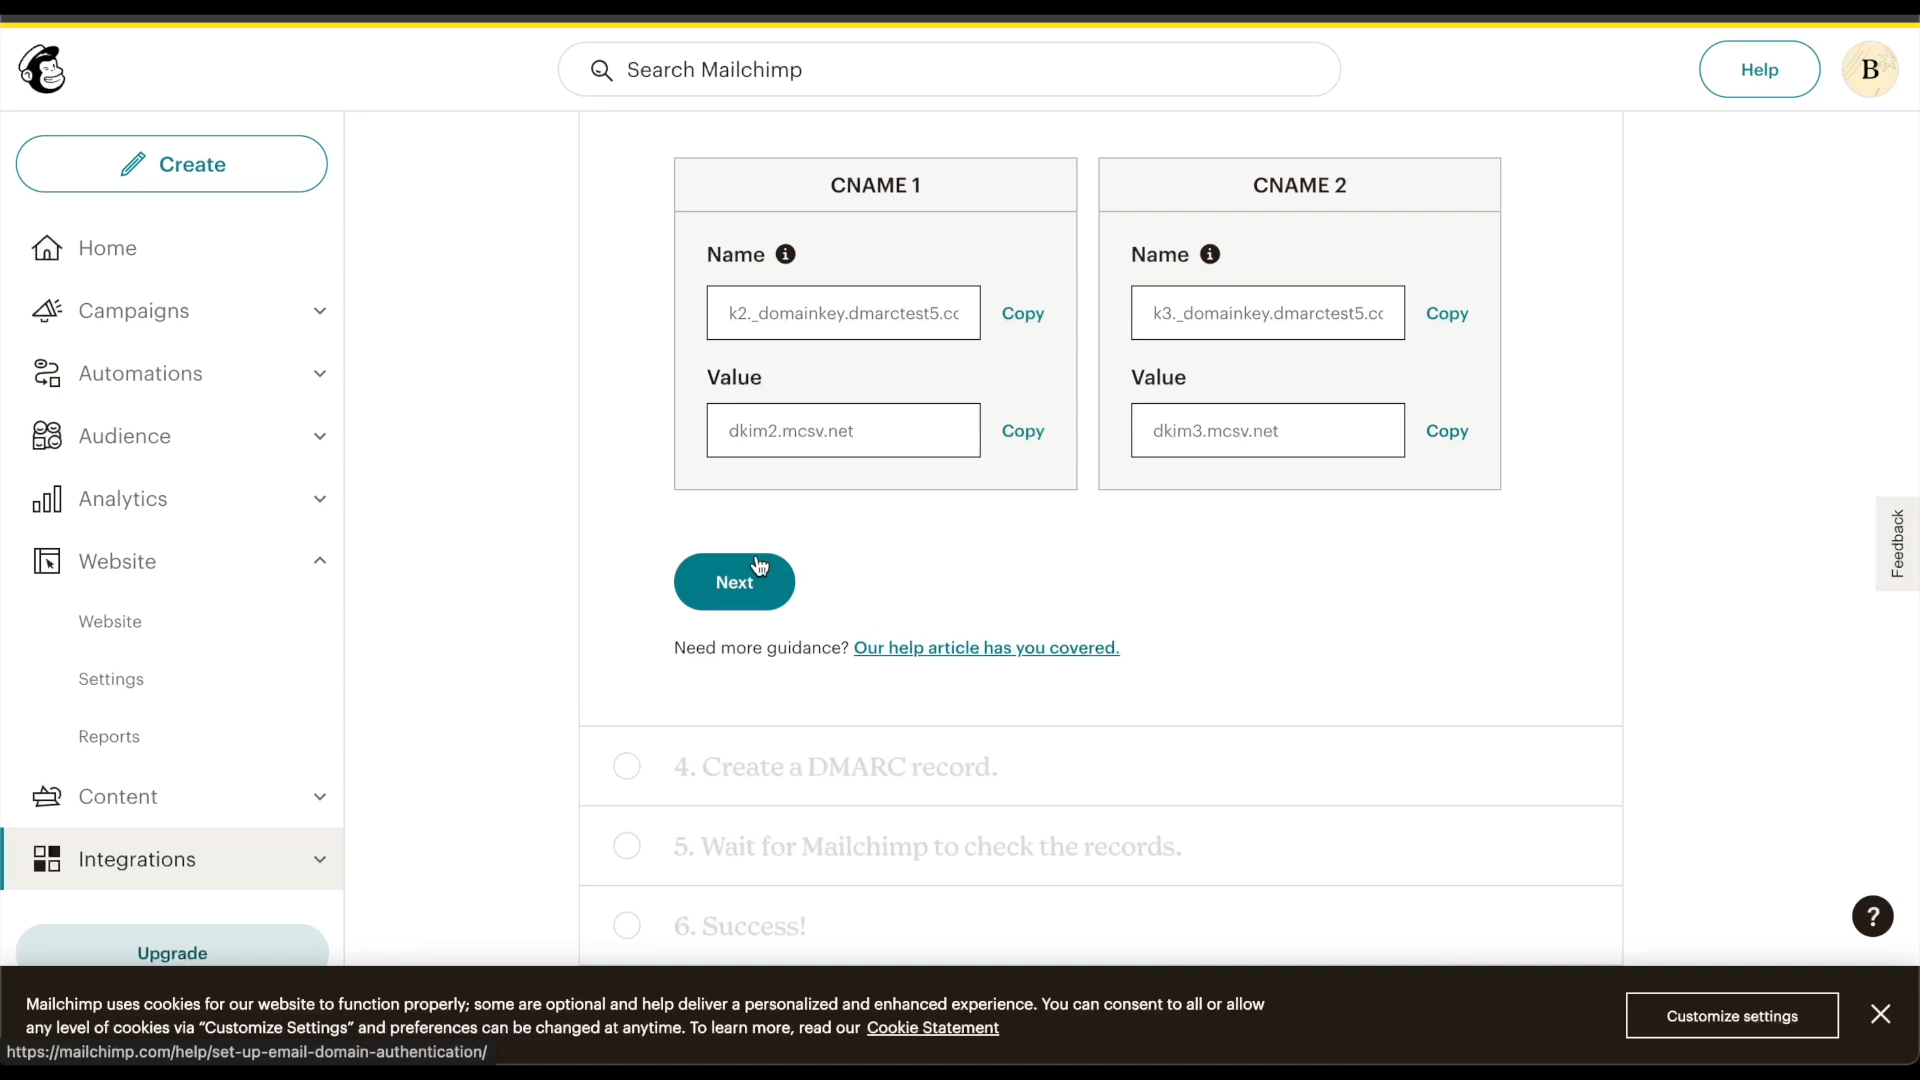 Search Mailchimp
Help
B
Create
Home
Campaigns
Automations
Audience
Analytics
Website
Website
Settings
Reports
Content
Integrations
Upgrade
CNAME 1
Name
k2._domainkey.dmarctest5.cc
Copy
Value
dkim2.mcsv.net
Copy
CNAME 2
Name
k3._domainkey.dmarctest5.cc
Copy
Value
dkim3.mcsv.net
Copy
Next
Need more guidance? Our help article has you covered.
4. Create a DMARC record.
5. Wait for Mailchimp to check the records.
6. Success!
Feedback
?
Mailchimp uses cookies for our website to function properly; some are optional and help deliver a personalized and enhanced experience. You can consent to all or allow
any level of cookies via “Customize Settings” and preferences can be changed at anytime. To learn more, read our Cookie Statement
Customize settings
https://mailchimp.com/help/set-up-email-domain-authentication/